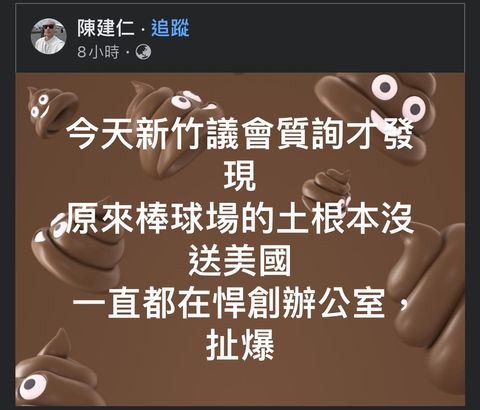 陳建仁 · 追蹤
8小時 ·
今天新竹議會質詢才發
現
原來棒球場的土根本沒
送美國
一直都在悍創辦公室，
扯爆